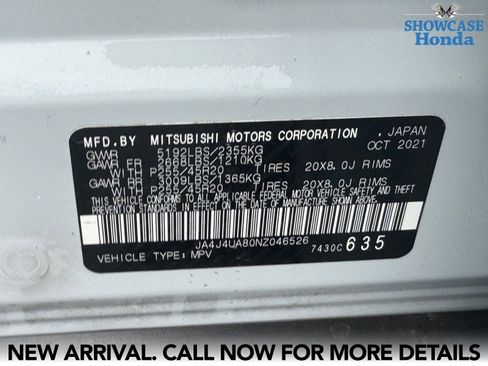 SHOWCASE
Honda
MFD.BY MITSUBISHI MOTORS CORPORATION , JAPAN
GVWR 5192LBS/2355KG OCT 2021
GAWR FR 2668LBS/1210KG
WITH P255/45R20 TIRES 20X8.0J RIMS
GAWR RR LBS/1365KG
WITH P255/45R20 TIRES 20X8.0J RIMS
THIS VEHICLE CONFORMS TO ALL APPLICABLE U.S.FEDERAL
MOTOR VEHICLE SAFETY AND THEFT
PREVENTION STANDARDS IN EFFECT ON THE DATE OF MANUFACTURE SHOWN ABOVE.
JA4J4UA80NZ046526
VEHICLE TYPE: MPV 7430C 635
NEW ARRIVAL. CALL NOW FOR MORE DETAILS